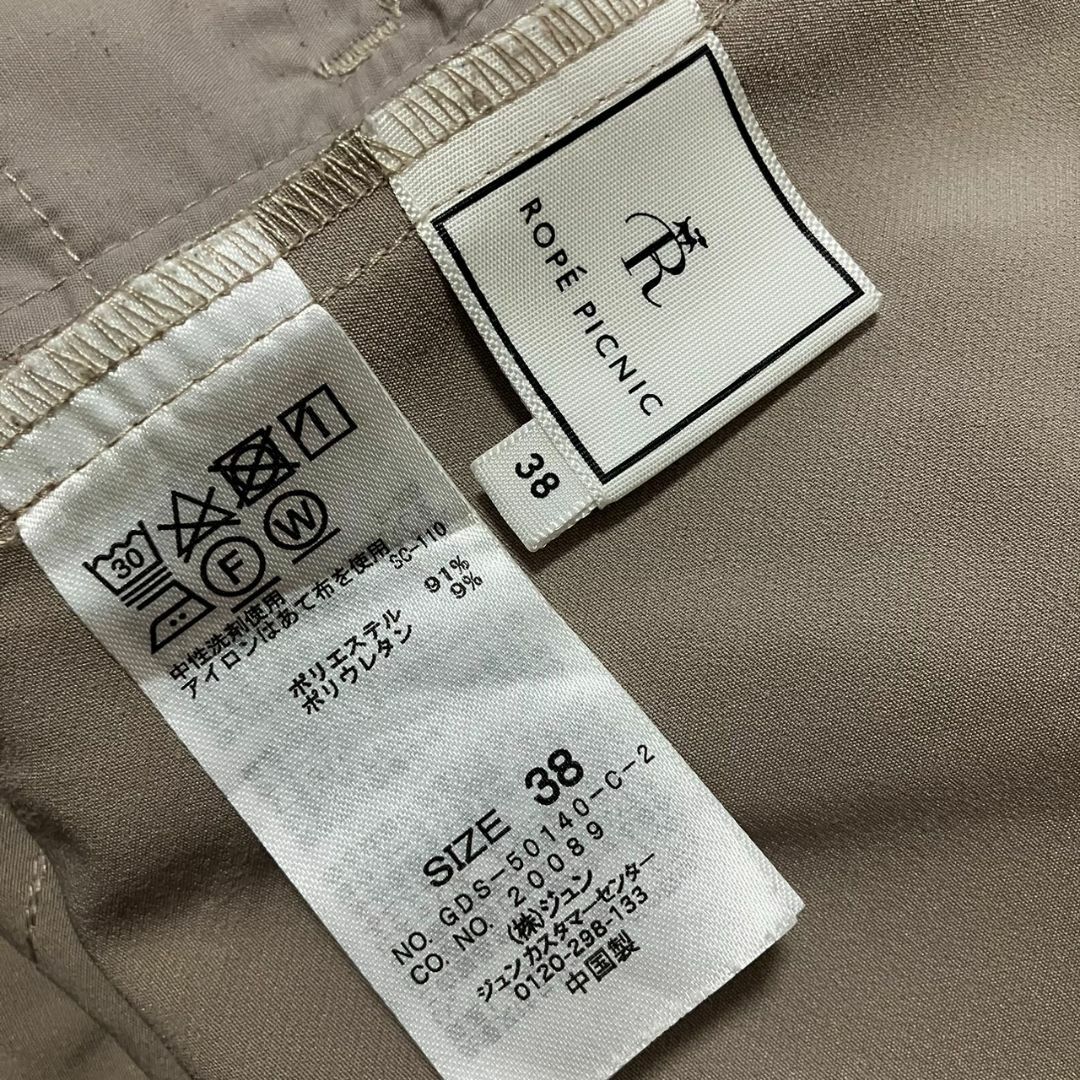 R
ROPÉ PICNIC
38
30
F
W
中性洗剤使用
アイロンはあて布を使用
SC-110
ポリエステル 91%
ポリウレタン 9%
SIZE 38
NO. GDS-50140-C-2
CO. NO. 20089
(株)ジュン
ジュン カスタマーセンター
0120-298-133
中国製